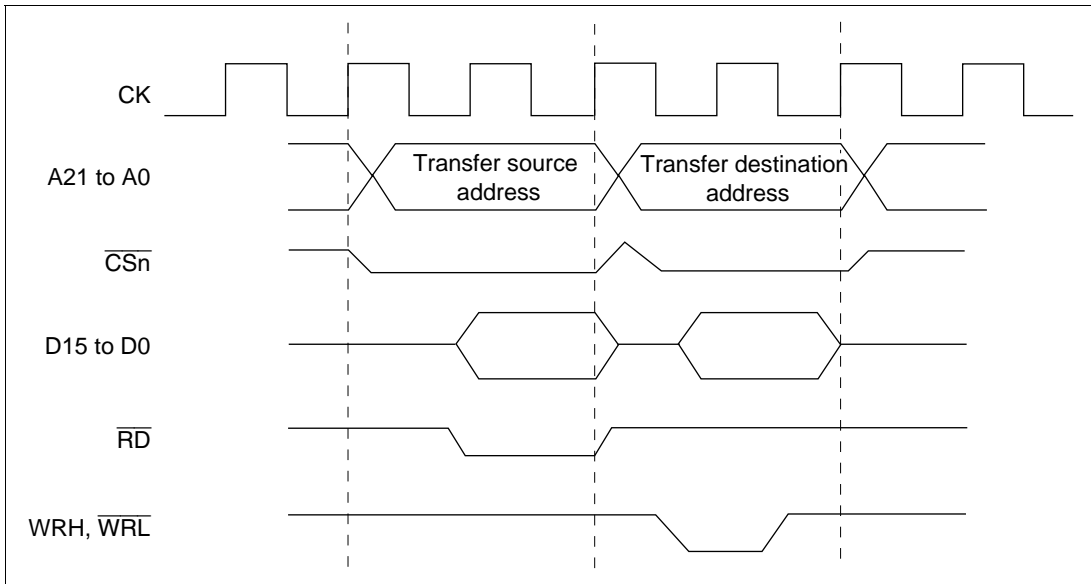 CK
A21 to A0
Transfer source
address
Transfer destination
address
CSn
D15 to D0
RD
WRH, WRL